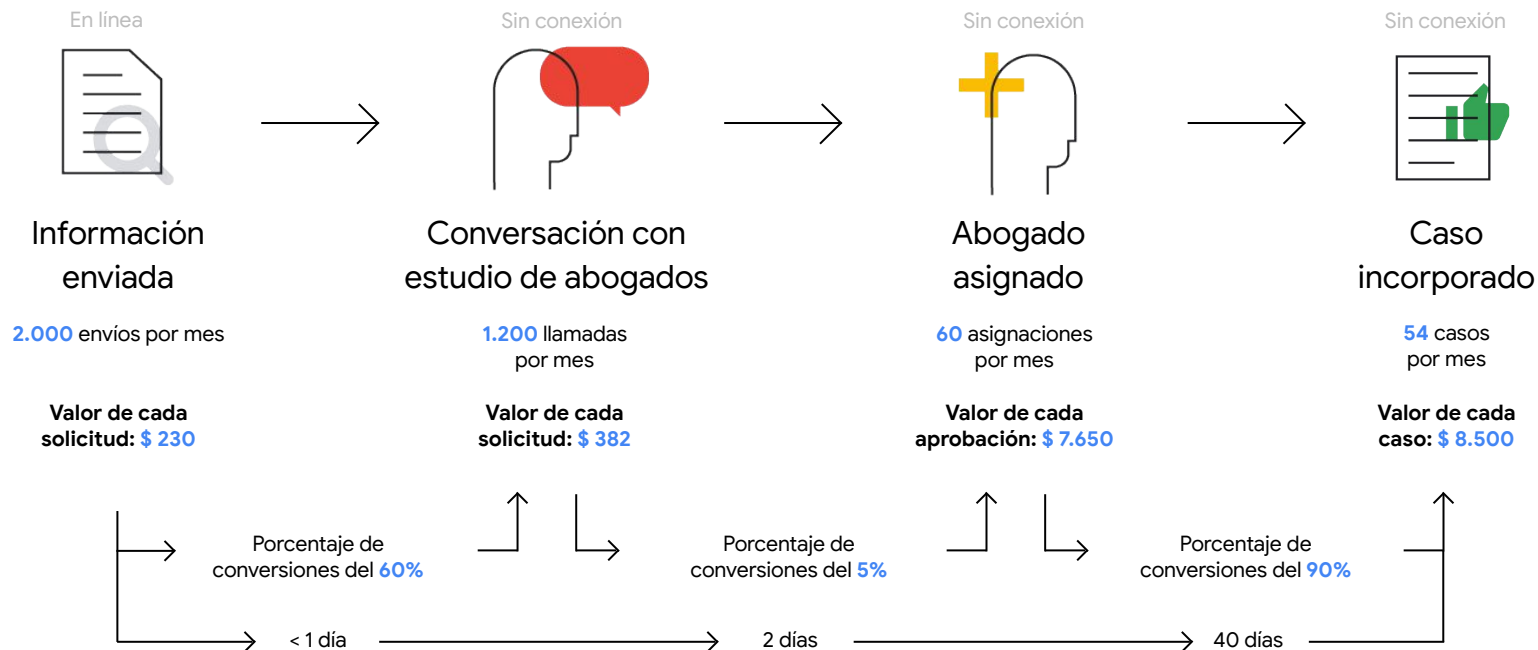 En línea
Sin conexión
Sin conexión
Sin conexión
Información
enviada
Conversación con
estudio de abogados
Abogado
asignado
Caso
incorporado
2.000 envíos por mes
1.200 llamadas
por mes
60 asignaciones
por mes
54 casos
por mes
Valor de cada
solicitud: $ 230
Valor de cada
solicitud: $ 382
Valor de cada
aprobación: $ 7.650
Valor de cada
caso: $ 8.500
Porcentaje de
conversiones del 60%
Porcentaje de
conversiones del 5%
Porcentaje de
conversiones del 90%
< 1 día
2 días
40 días